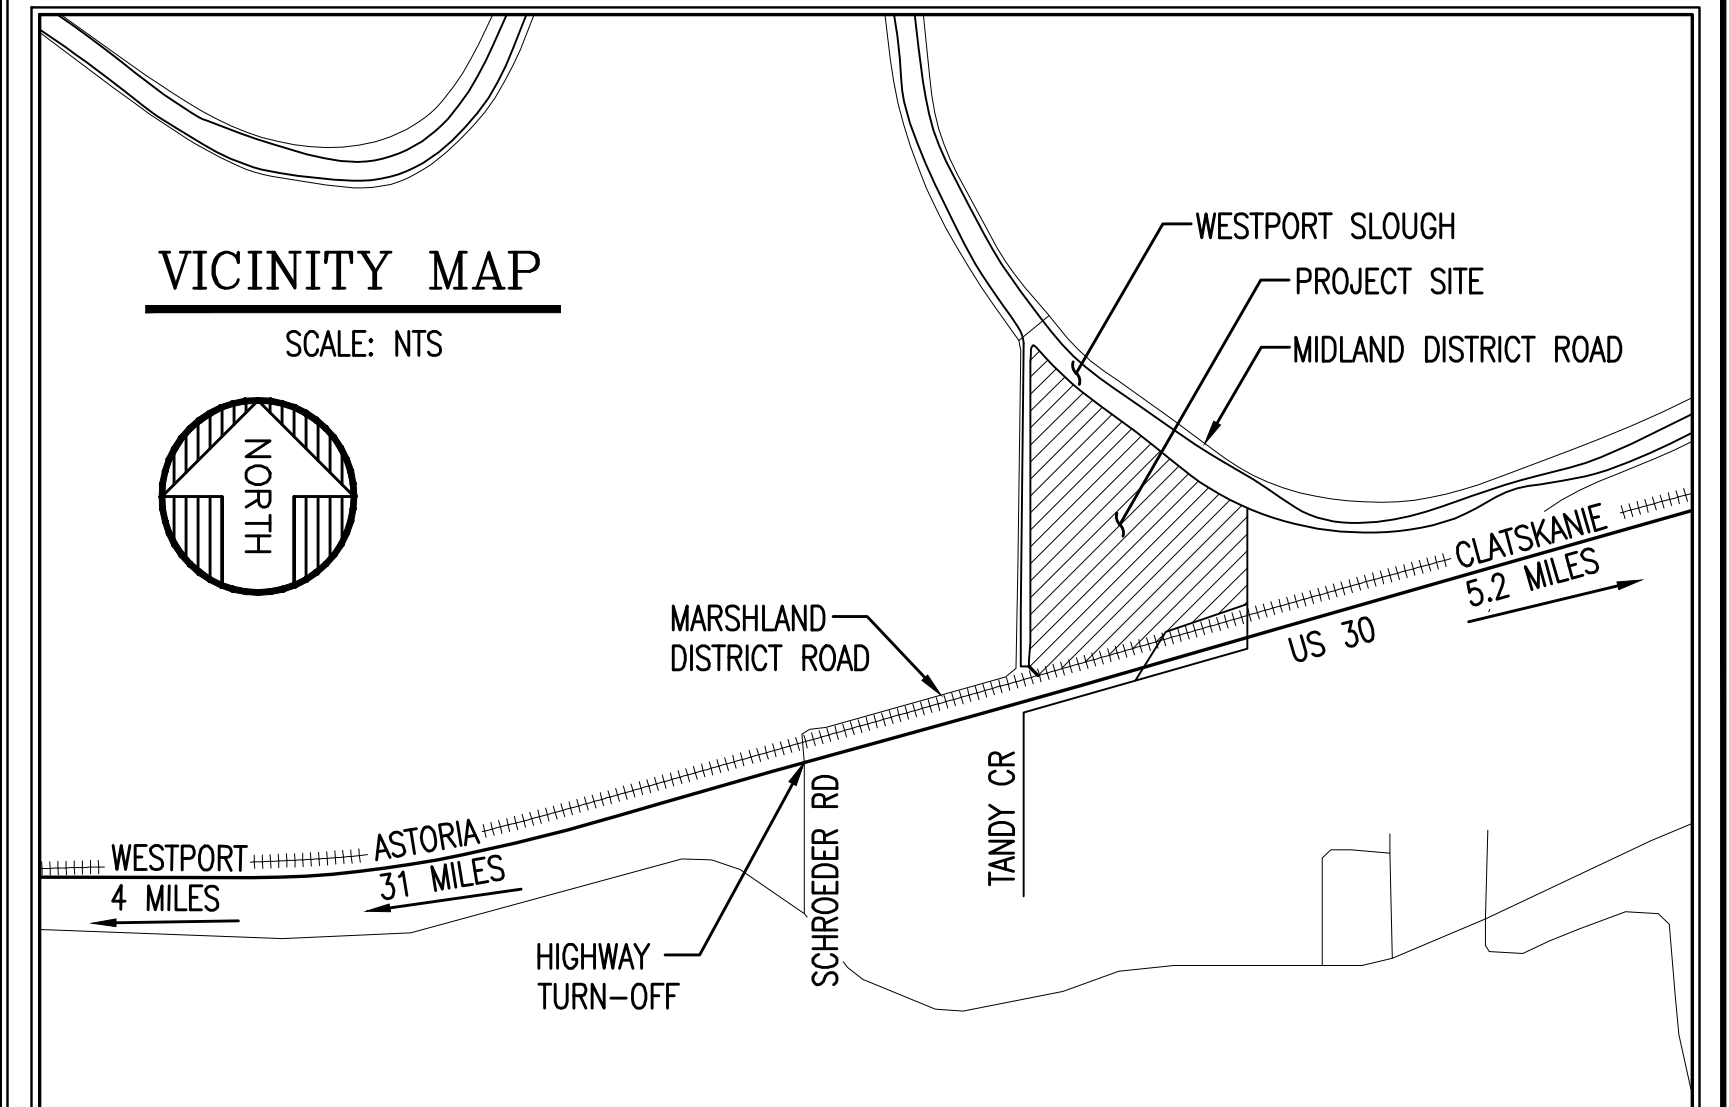 VICINITY MAP
SCALE: NTS
NORTH
WESTPORT SLOUGH
PROJECT SITE
MIDLAND DISTRICT ROAD
CLATSKANIE
5.2 MILES
US 30
MARSHLAND
DISTRICT ROAD
TANDY CR
SCHROEDER RD
ASTORIA
31 MILES
WESTPORT
4 MILES
HIGHWAY
TURN-OFF